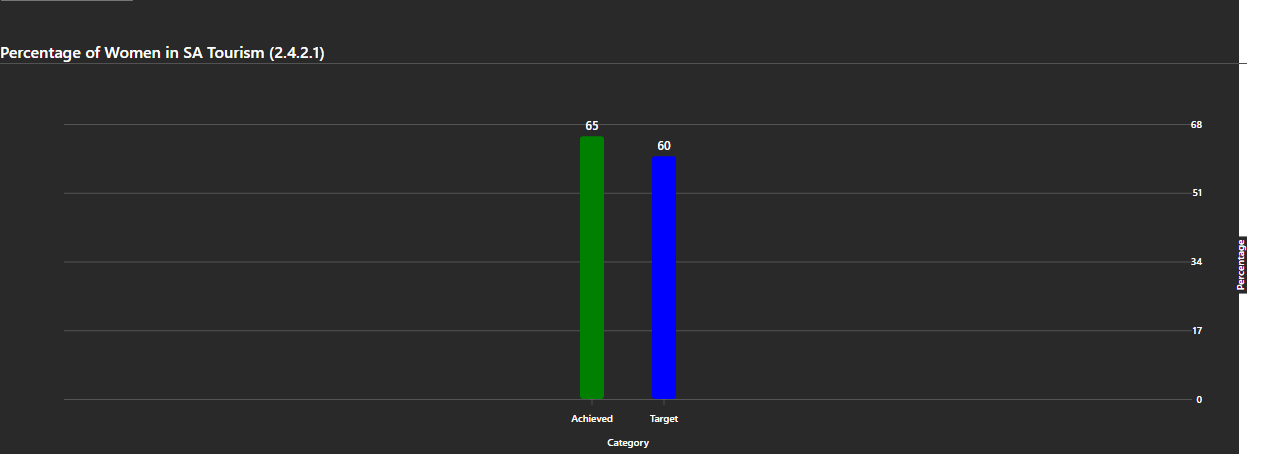 Percentage of Women in SA Tourism (2.4.2.1)
65
60
68
51
34
17
0
Percentage
Achieved
Target
Category